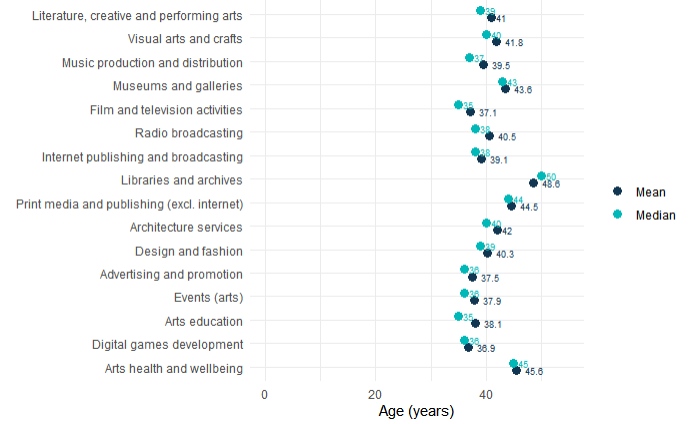 Literature, creative and performing arts 39 41
Visual arts and crafts 40 41.8
Music production and distribution 37 39.5
Museums and galleries 43 43.6
Film and television activities 35 37.1
Radio broadcasting 38 40.5
Internet publishing and broadcasting 38 39.1
Libraries and archives 50 48.6
Print media and publishing (excl. internet) 44 44.5
Architecture services 40 42
Design and fashion 39 40.3
Advertising and promotion 36 37.5
Events (arts) 36 37.9
Arts education 35 38.1
Digital games development 36 36.9
Arts health and wellbeing 45 45.6
0 20 40
Age (years)
Mean
Median